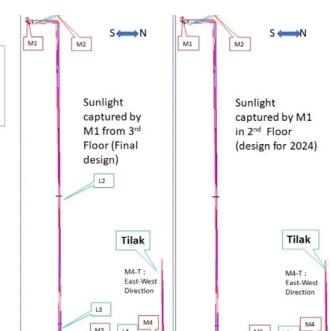 S N
M1
M2
Sunlight
captured by
M1 from 3rd
Floor (Final
design)
L2
Tilak
M4-T :
East-West
Direction
L3
M4
S N
M1
M2
Sunlight
captured by M1
in 2nd Floor
(design for 2024)
Tilak
M4-T :
East-West
Direction
M4